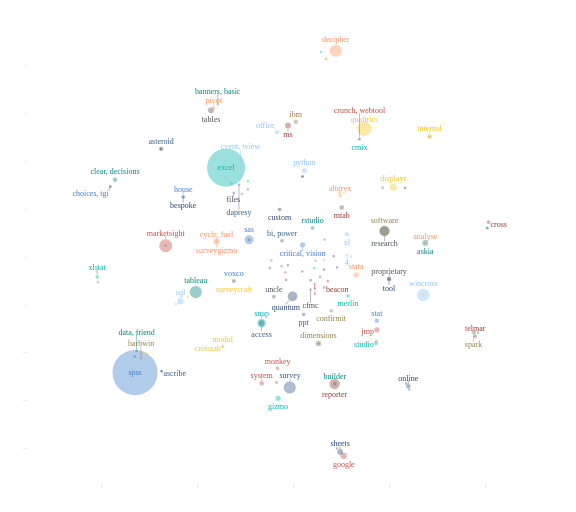 decipher
banners, basic
pivot
tables
crunch, webtool
qualtrics
cmix
ibm
office
ms
internal
asteroid
cvent, tview
excel
python
clear, decisions
choices, tgi
house
bespoke
files
dapresy
displayr
alteryx
mtab
custom
rstudio
software
research
cross
marketsight
cycle, fuel
surveygizmo
sas
bi, power
critical, vision
xl
analyse
askia
xlstat
voxco
stata
proprietary
tool
tableau
sql
surveycraft
uncle
quantum
cfmc
beacon
merlin
wincross
snap
access
ppt
confirmit
stat
jmp
studio
telmar
spark
data, friend
barbwin
modul
crosstab
dimensions
spss
ascribe
monkey
system
survey
gizmo
builder
reporter
online
sheets
google